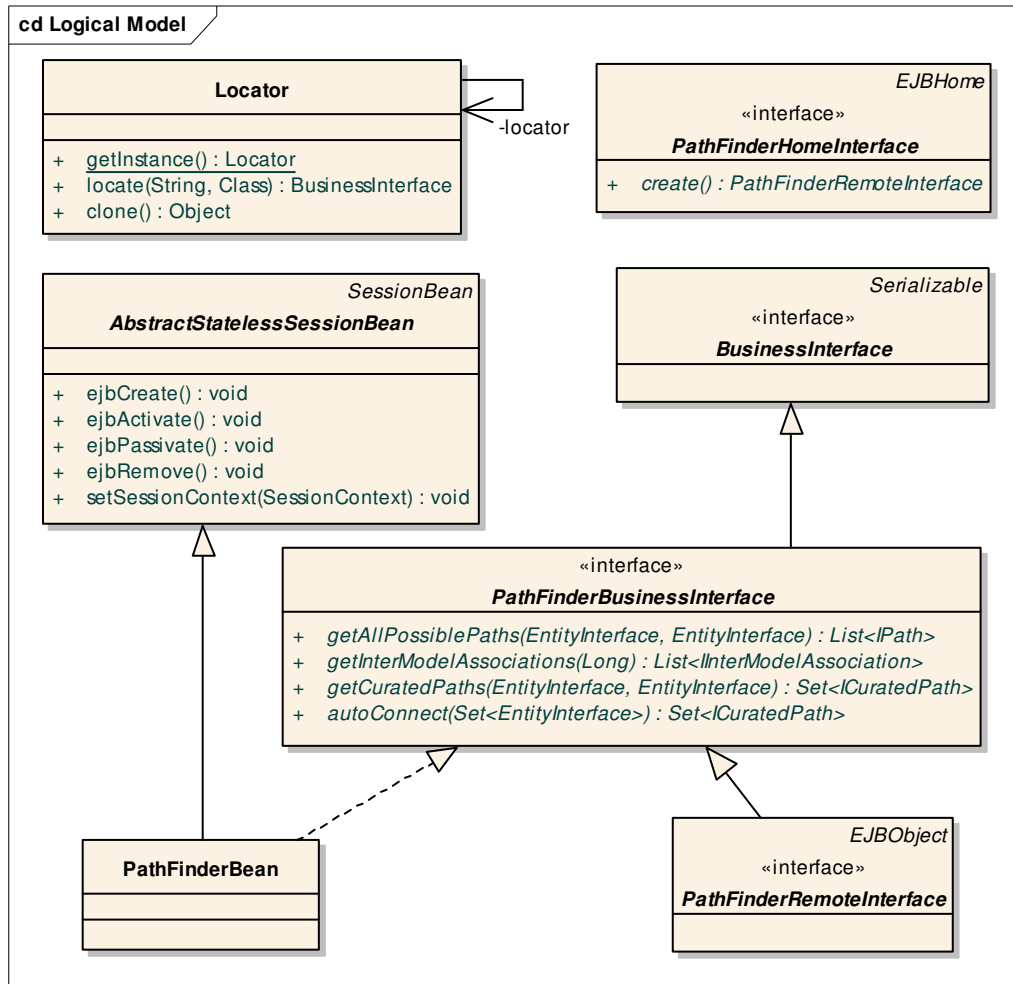 cd Logical Model
Locator
-locator
+ getInstance() : Locator
+ locate(String, Class) : BusinessInterface
+ clone() : Object
EJBHome
«interface»
PathFinderHomeInterface
+ create() : PathFinderRemoteInterface
SessionBean
AbstractStatelessSessionBean
+ ejbCreate() : void
+ ejbActivate() : void
+ ejbPassivate() : void
+ ejbRemove() : void
+ setSessionContext(SessionContext) : void
Serializable
«interface»
BusinessInterface
«interface»
PathFinderBusinessInterface
+ getAllPossiblePaths(EntityInterface, EntityInterface) : List<IPath>
+ getInterModelAssociations(Long) : List<IInterModelAssociation>
+ getCuratedPaths(EntityInterface, EntityInterface) : Set<ICuratedPath>
+ autoConnect(Set<EntityInterface>) : Set<ICuratedPath>
PathFinderBean
EJBObject
«interface»
PathFinderRemoteInterface